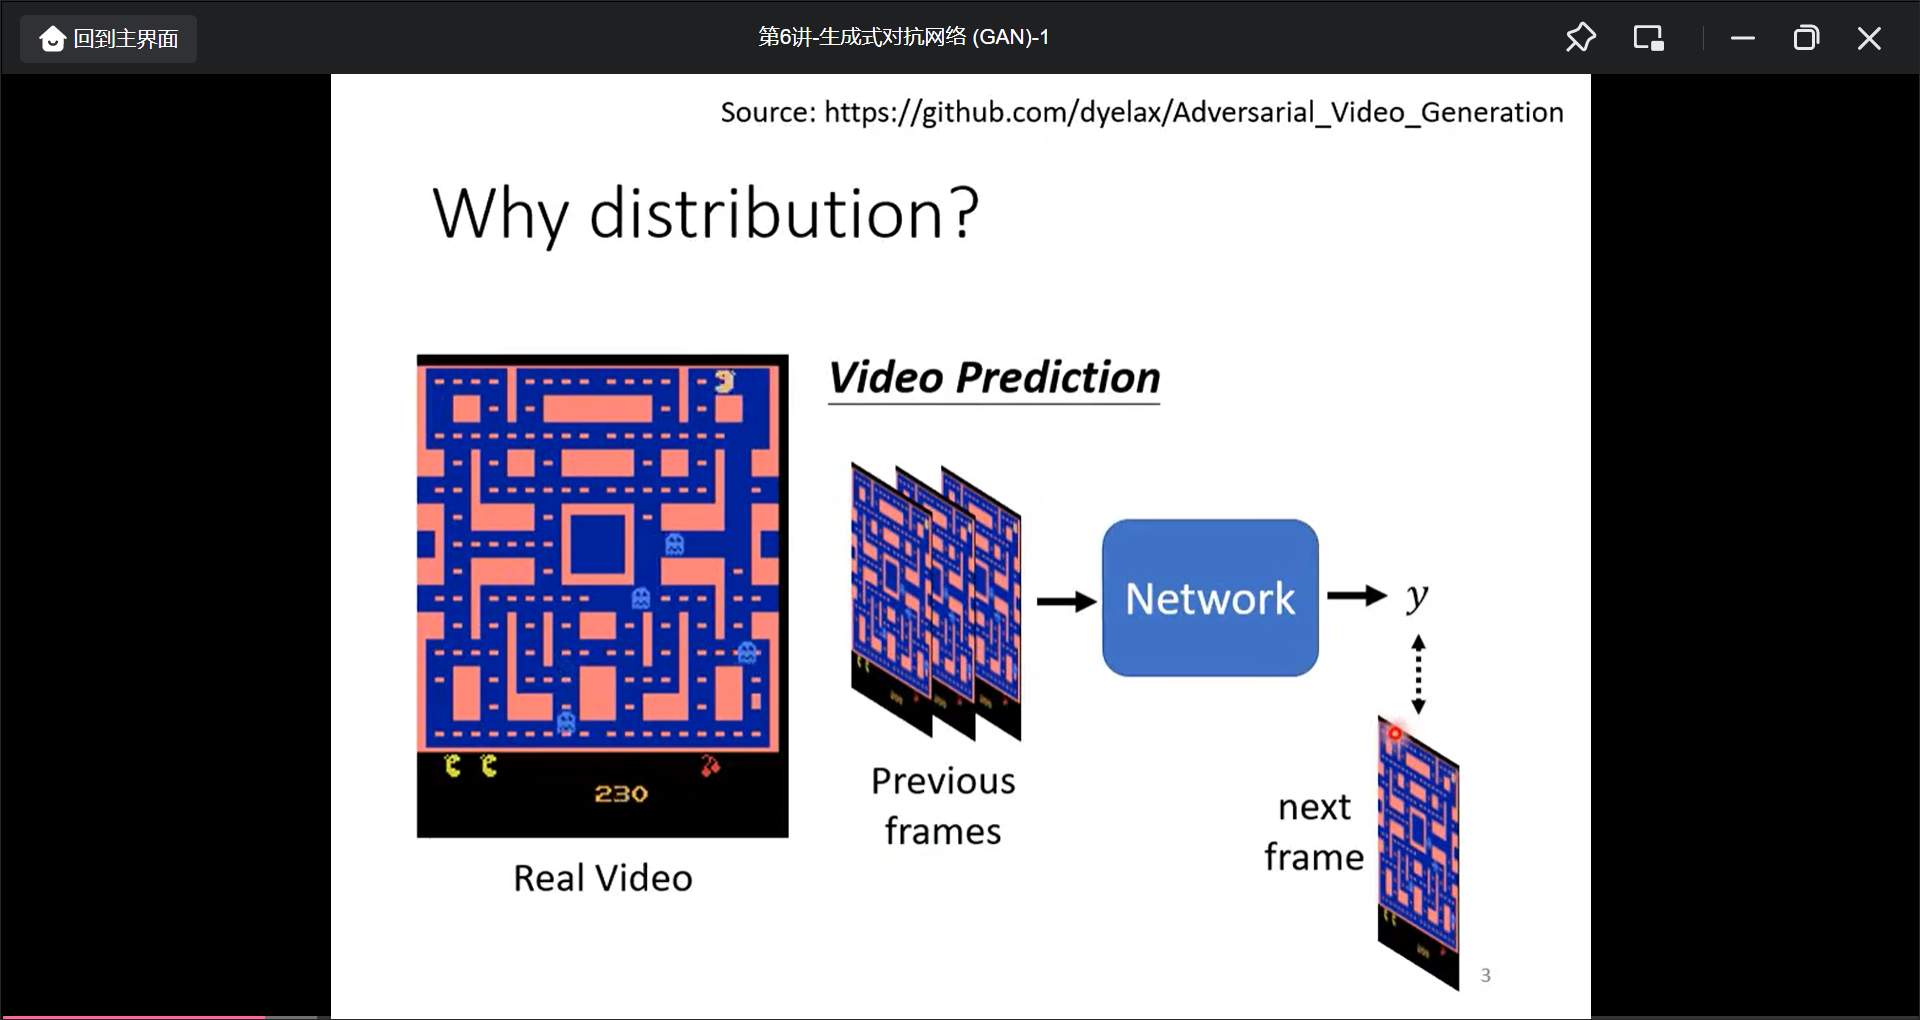 回到主界面
第6讲-生成式对抗网络 (GAN)-1
Source: https://github.com/dyelax/Adversarial_Video_Generation
Why distribution?
Video Prediction
230
Real Video
Previous
frames
Network
y
next
frame
3